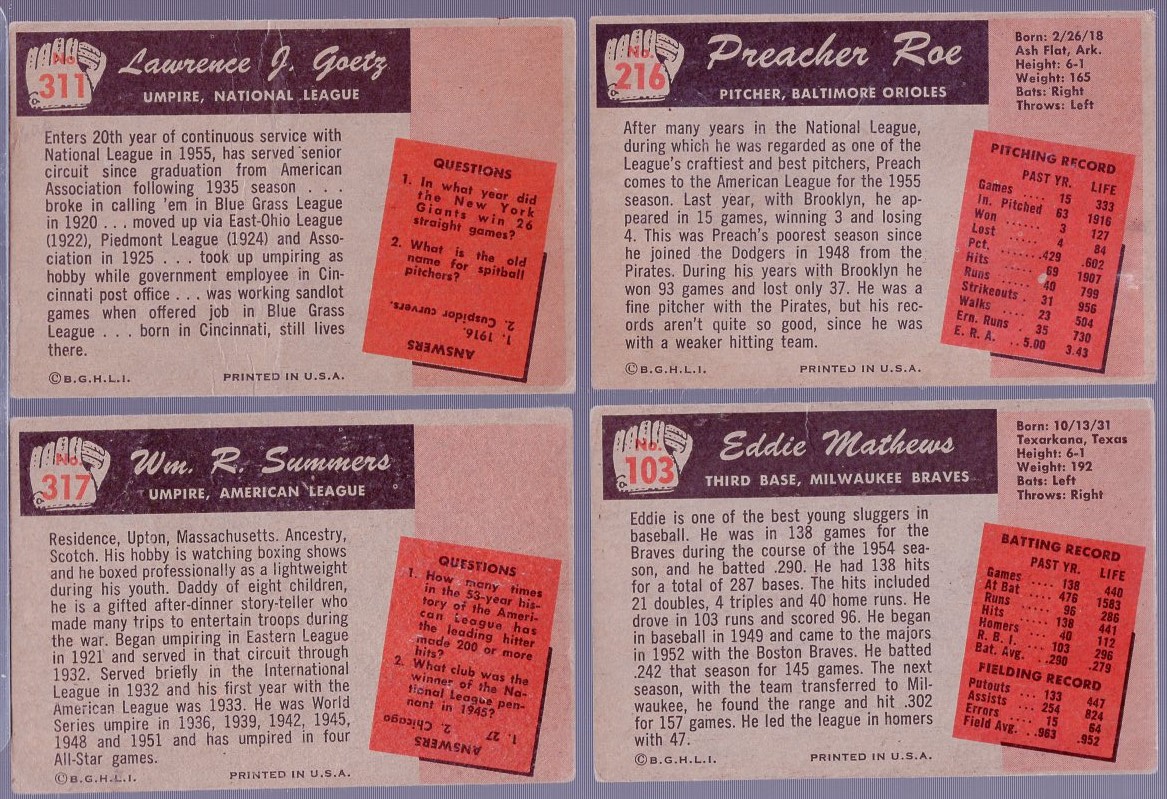 No.
311
Lawrence J. Goetz
UMPIRE, NATIONAL LEAGUE
Enters 20th year of continuous service with
National League in 1955, has served senior
circuit since graduation from American
Association following 1935 season . . .
broke in calling 'em in Blue Grass League
in 1920 . . . moved up via East-Ohio League
(1922), Piedmont League (1924) and Asso-
ciation in 1925 . . . took up umpiring as
hobby while government employee in Cin-
cinnati post office . . . was working sandlot
games when offered job in Blue Grass
League . . . born in Cincinnati, still lives
there.
QUESTIONS
1. In what year did
the New York
Giants win 26
straight games?
2. What is the old
name for spitball
pitchers?
ANSWERS
1. 1916.
2. Cuspidor curvers.
©B.G.H.L.I.
PRINTED IN U.S.A.
No.
216
Preacher Roe
PITCHER, BALTIMORE ORIOLES
Born: 2/26/18
Ash Flat, Ark.
Height: 6-1
Weight: 165
Bats: Right
Throws: Left
After many years in the National League,
during which he was regarded as one of the
League's craftiest and best pitchers, Preach
comes to the American League for the 1955
season. Last year, with Brooklyn, he ap-
peared in 15 games, winning 3 and losing
4. This was Preach's poorest season since
he joined the Dodgers in 1948 from the
Pirates. During his years with Brooklyn he
won 93 games and lost only 37. He was a
fine pitcher with the Pirates, but his rec-
ords aren't quite so good, since he was
with a weaker hitting team.
PITCHING RECORD
PAST YR. LIFE
Games . . . 15 333
In. Pitched 63 1916
Won . . . . . 3 127
Lost . . . . . 4 84
Pct. . . . . .429 .602
Hits . . . . 69 1907
Runs . . . . 40 799
Strikeouts . 31 956
Walks . . . 23 504
Ern. Runs . 35 730
E. R. A. . . 5.00 3.43
©B.G.H.L.I.
PRINTED IN U.S.A.
No.
317
Wm. R. Summers
UMPIRE, AMERICAN LEAGUE
Residence, Upton, Massachusetts. Ancestry,
Scotch. His hobby is watching boxing shows
and he boxed professionally as a lightweight
during his youth. Daddy of eight children,
he is a gifted after-dinner story-teller who
made many trips to entertain troops during
the war. Began umpiring in Eastern League
in 1921 and served in that circuit through
1932. Served briefly in the International
League in 1932 and his first year with the
American League was 1933. He was World
Series umpire in 1936, 1939, 1942, 1945,
1948 and 1951 and has umpired in four
All-Star games.
QUESTIONS
1. How many times
in the 53-year his-
tory of the Ameri-
can League has
the leading hitter
made 200 or more
hits?
2. What club was the
winner of the Na-
tional League pen-
nant in 1945?
ANSWERS
1. 27 2. Chicago
©B.G.H.L.I.
PRINTED IN U.S.A.
No.
103
Eddie Mathews
THIRD BASE, MILWAUKEE BRAVES
Born: 10/13/31
Texarkana, Texas
Height: 6-1
Weight: 192
Bats: Left
Throws: Right
Eddie is one of the best young sluggers in
baseball. He was in 138 games for the
Braves during the course of the 1954 sea-
son, and he batted .290. He had 138 hits
for a total of 287 bases. The hits included
21 doubles, 4 triples and 40 home runs. He
drove in 103 runs and scored 96. He began
in baseball in 1949 and came to the majors
in 1952 with the Boston Braves. He batted
.242 that season for 145 games. The next
season, with the team transferred to Mil-
waukee, he found the range and hit .302
for 157 games. He led the league in homers
with 47.
BATTING RECORD
PAST YR. LIFE
Games . . . . 138 440
At Bat . . . . 476 1583
Runs . . . . . 96 286
Hits . . . . . 138 441
Homers . . . 40 112
R. B. I. . . . 103 296
Bat. Avg. . . .290 .279
FIELDING RECORD
Putouts . . . 133 447
Assists . . . 254 824
Errors . . . . 15 64
Field Avg. . . .963 .952
©B.G.H.L.I.
PRINTED IN U.S.A.